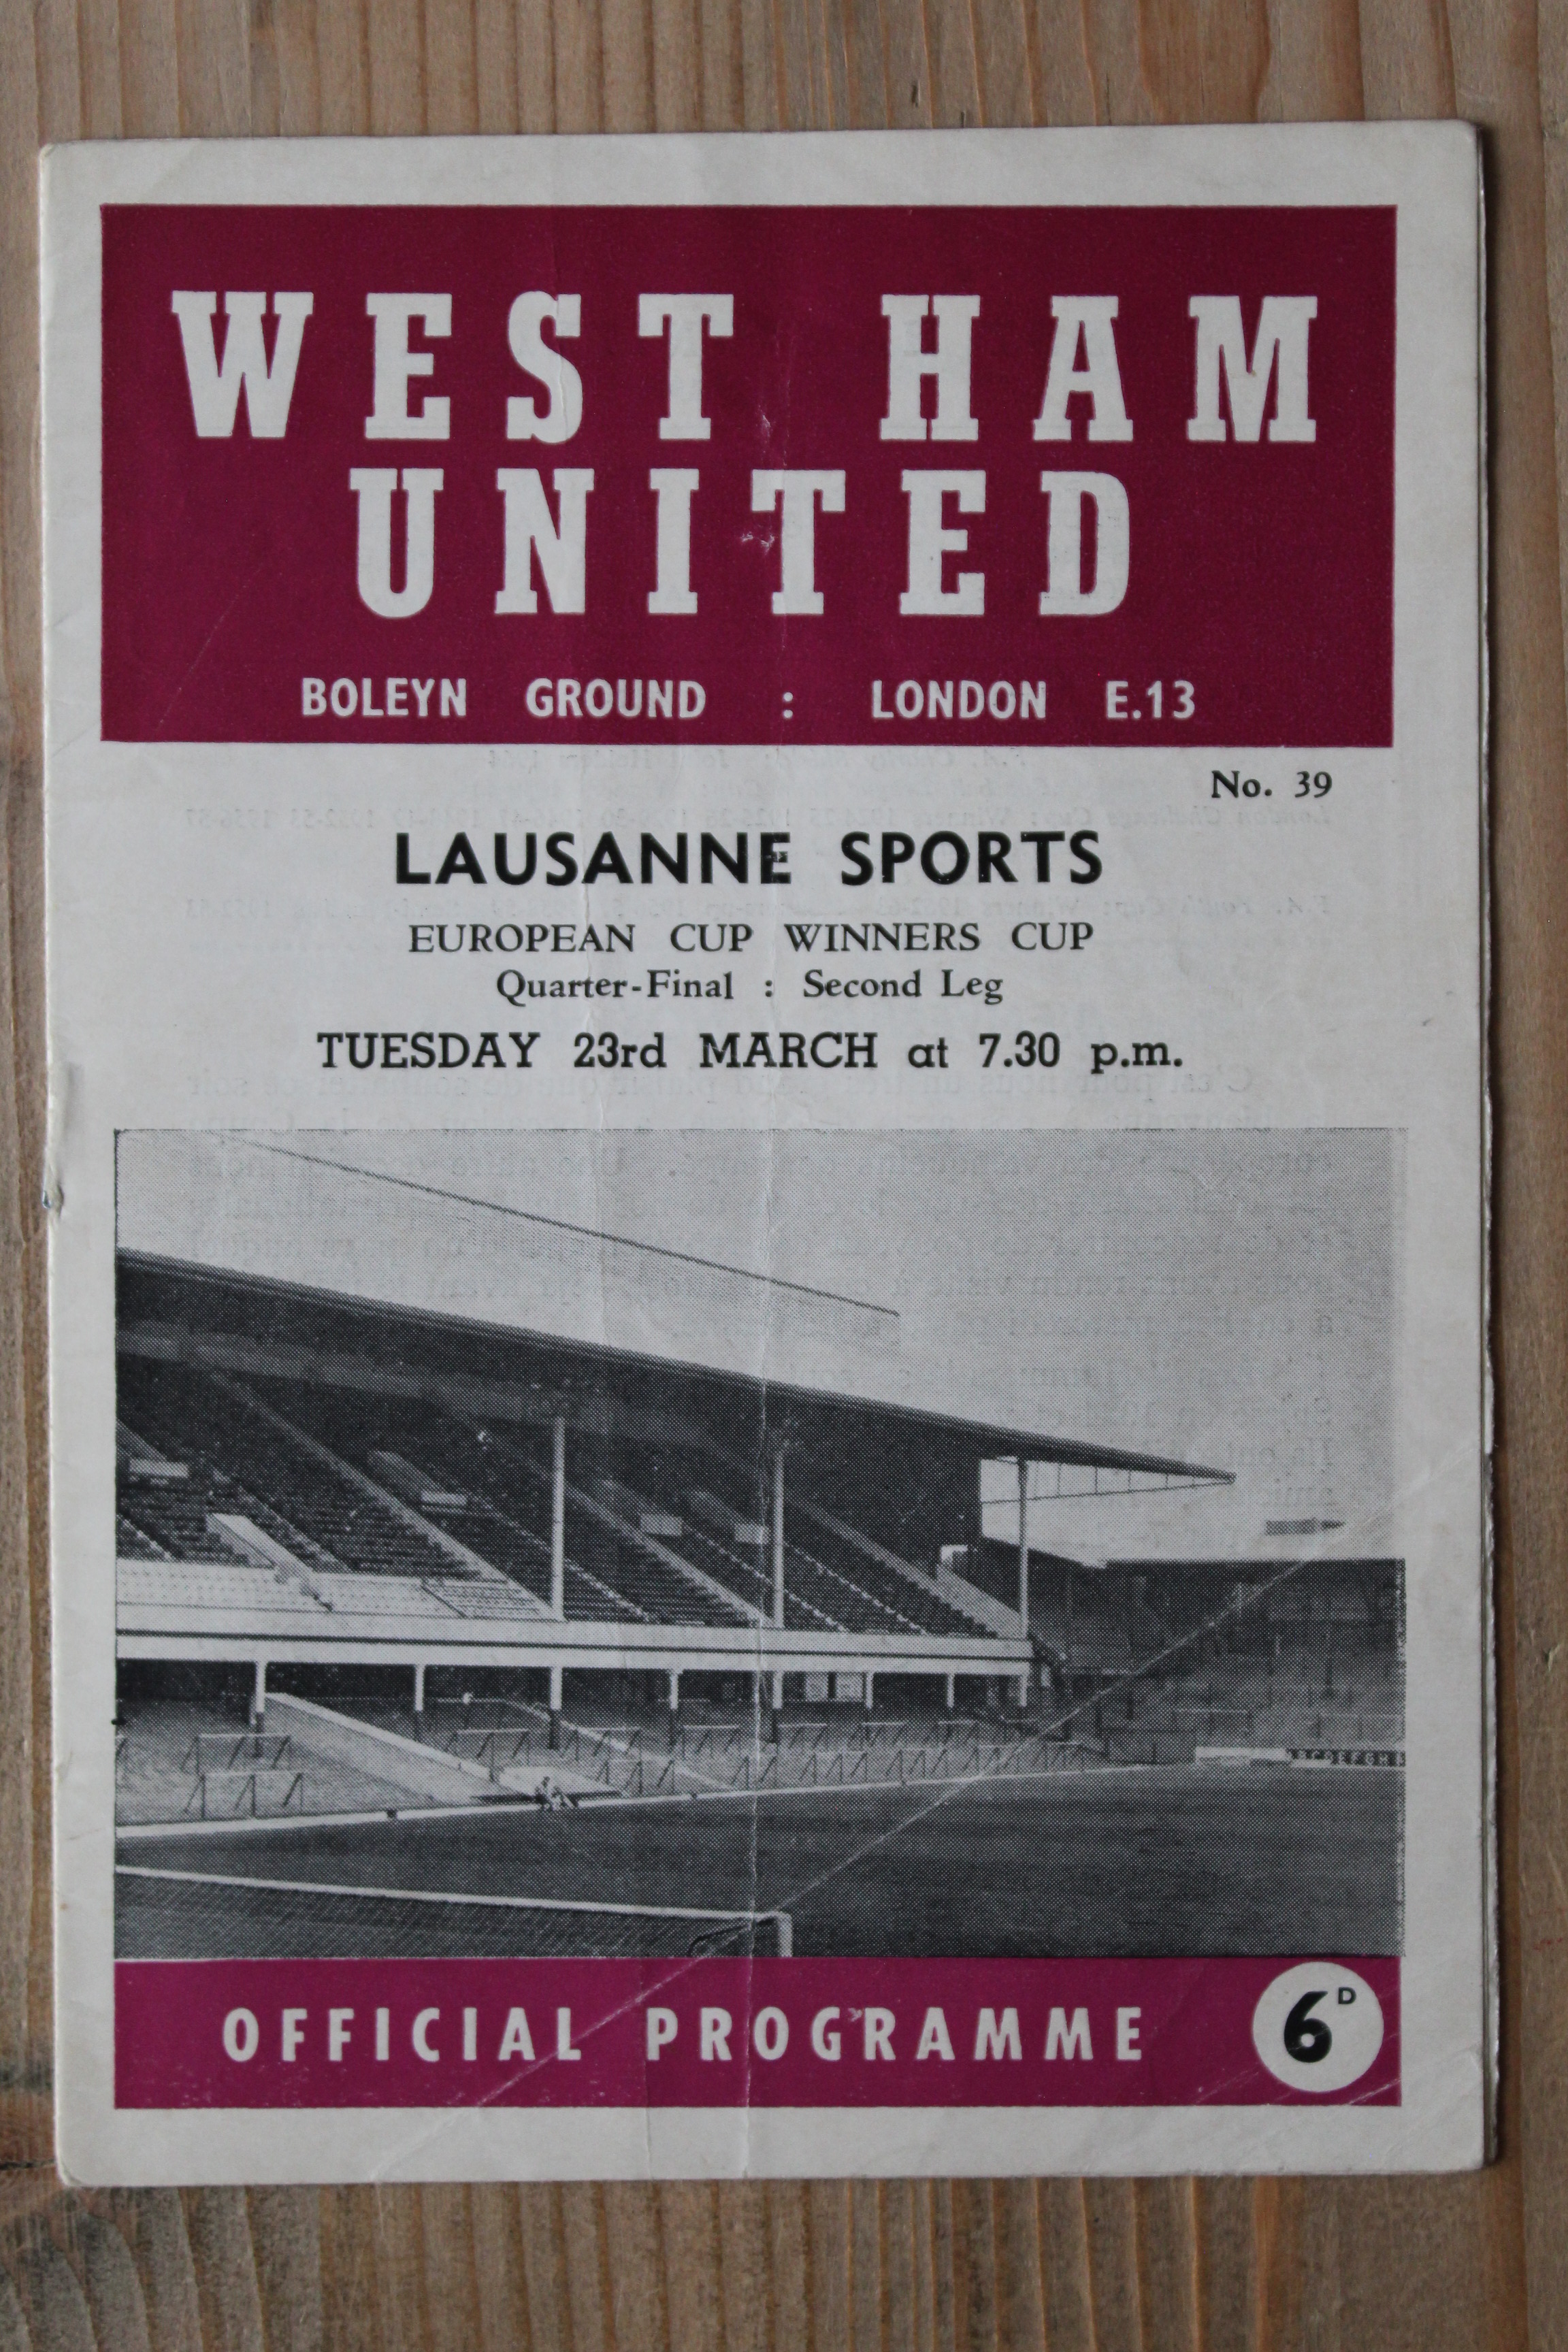 WEST HAM
UNITED
BOLEYN GROUND : LONDON E.13
No. 39
LAUSANNE SPORTS
EUROPEAN CUP WINNERS CUP
Quarter-Final : Second Leg
TUESDAY 23rd MARCH at 7.30 p.m.
ABCDEFGH
OFFICIAL PROGRAMME 6D